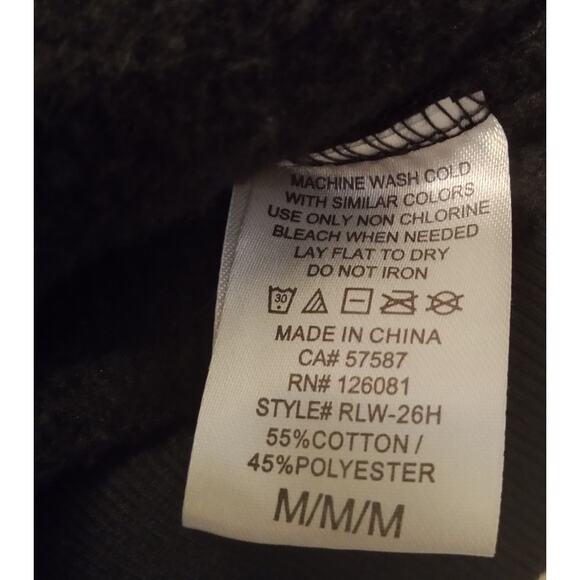 MACHINE WASH COLD
WITH SIMILAR COLORS
USE ONLY NON CHLORINE
BLEACH WHEN NEEDED
LAY FLAT TO DRY
DO NOT IRON
30
MADE IN CHINA
CA# 57587
RN# 126081
STYLE# RLW-26H
55%COTTON /
45%POLYESTER
M/M/M